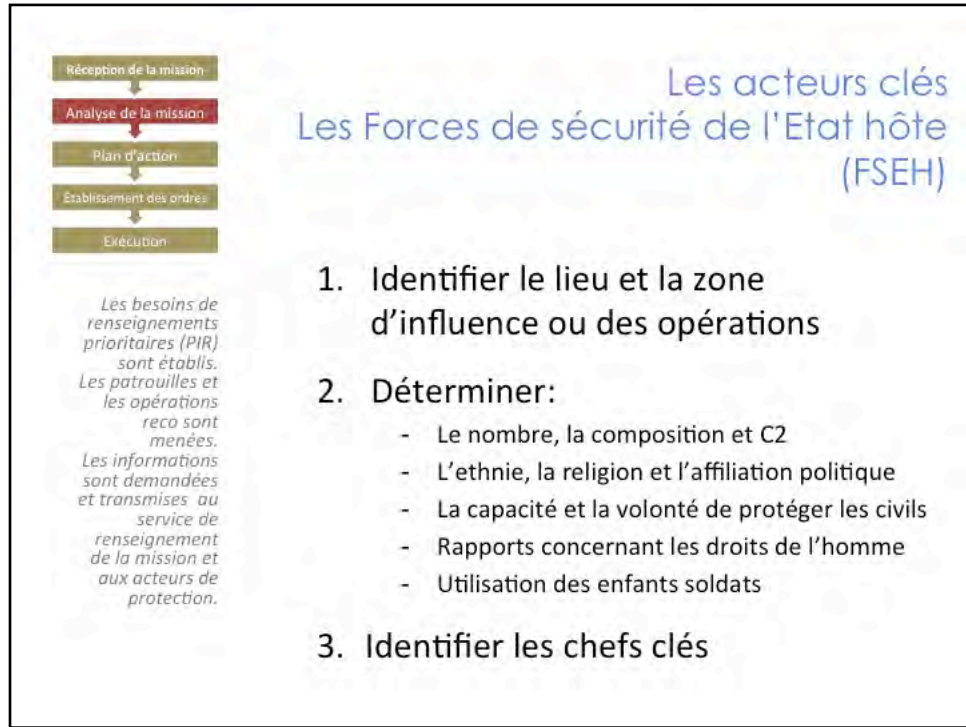 Réception de la mission
Analyse de la mission
Plan d'action
Établissement des ordres
Exécution
Les besoins de
renseignements
prioritaires (PIR)
sont établis.
Les patrouilles et
les opérations
reco sont
menées.
Les informations
sont demandées
et transmises au
service de
renseignement
de la mission et
aux acteurs de
protection.
Les acteurs clés
Les Forces de sécurité de l'Etat hôte
(FSEH)
1. Identifier le lieu et la zone
d'influence ou des opérations
2. Déterminer:
- Le nombre, la composition et C2
- L'ethnie, la religion et l'affiliation politique
- La capacité et la volonté de protéger les civils
- Rapports concernant les droits de l'homme
- Utilisation des enfants soldats
3. Identifier les chefs clés